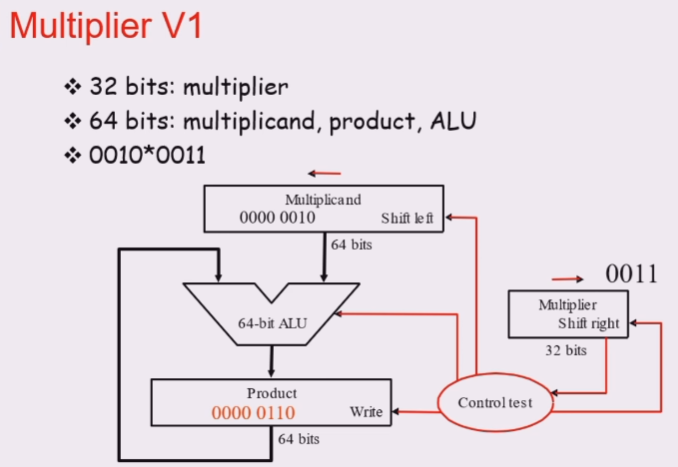 Multiplier V1
❖ 32 bits: multiplier
❖ 64 bits: multiplicand, product, ALU
❖ 0010*0011
Multiplicand
0000 0010 Shift left
64 bits
0011
Multiplier
Shift right
64-bit ALU
32 bits
Product
0000 0110 Write
Control test
64 bits